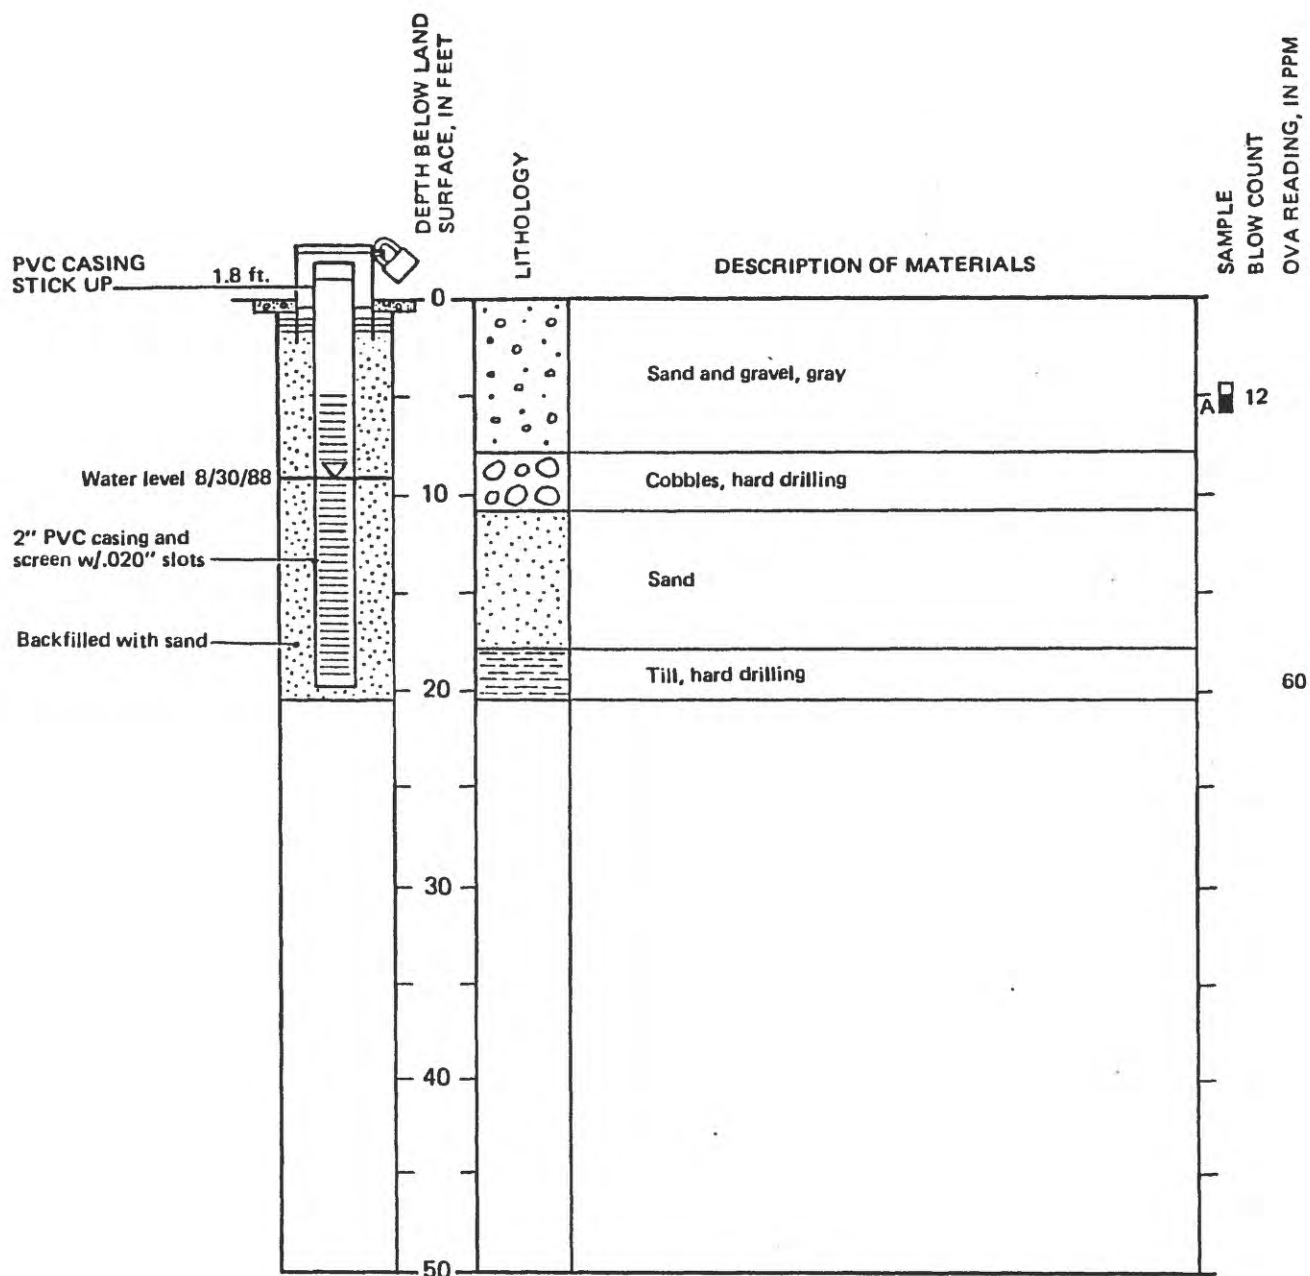 DEPTH BELOW LAND
SURFACE, IN FEET
LITHOLOGY
DESCRIPTION OF MATERIALS
SAMPLE
BLOW COUNT
OVA READING, IN PPM
PVC CASING
STICK UP
1.8 ft.
0
Sand and gravel, gray
A
12
Water level 8/30/88
10
Cobbles, hard drilling
2" PVC casing and
screen w/.020" slots
Sand
Backfilled with sand
Till, hard drilling
20
60
30
40
50